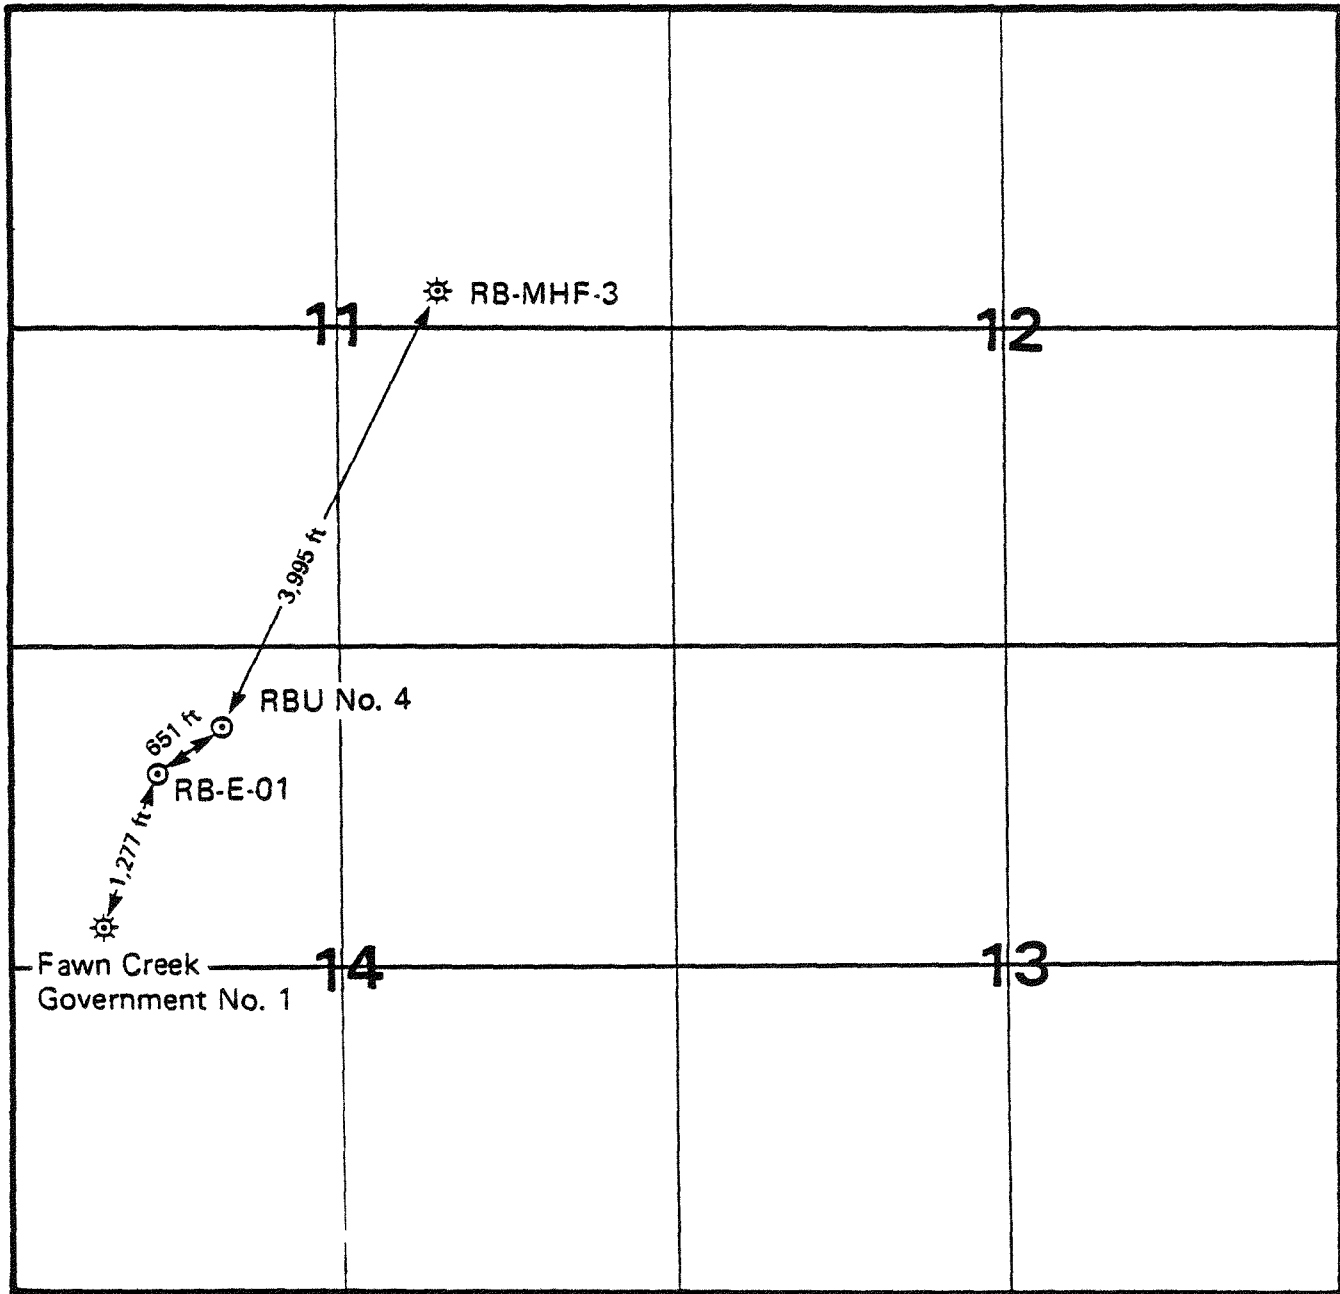 RB-MHF-3
11
12
3,995 ft
RBU No. 4
651 ft
RB-E-01
1,277 ft
Fawn Creek
Government No. 1
14
13